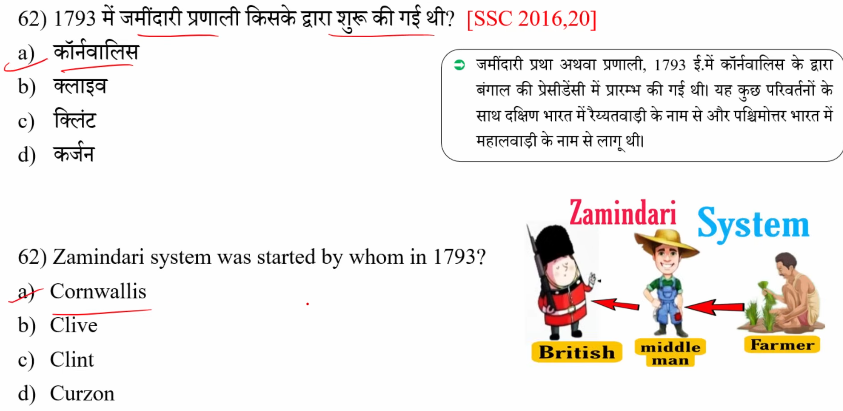 62) 1793 में जमींदारी प्रणाली किसके द्वारा शुरू की गई थी? [SSC 2016,20]
a) कॉर्नवालिस
b) क्लाइव
c) क्लिंट
d) कर्जन
जमींदारी प्रथा अथवा प्रणाली, 1793 ई.में कॉर्नवालिस के द्वारा
बंगाल की प्रेसीडेंसी में प्रारम्भ की गई थी। यह कुछ परिवर्तनों के
साथ दक्षिण भारत में रैय्यतवाड़ी के नाम से और पश्चिमोत्तर भारत में
महालवाड़ी के नाम से लागू थी।
62) Zamindari system was started by whom in 1793?
a) Cornwallis
b) Clive
c) Clint
d) Curzon
Zamindari System
British
middle
man
Farmer